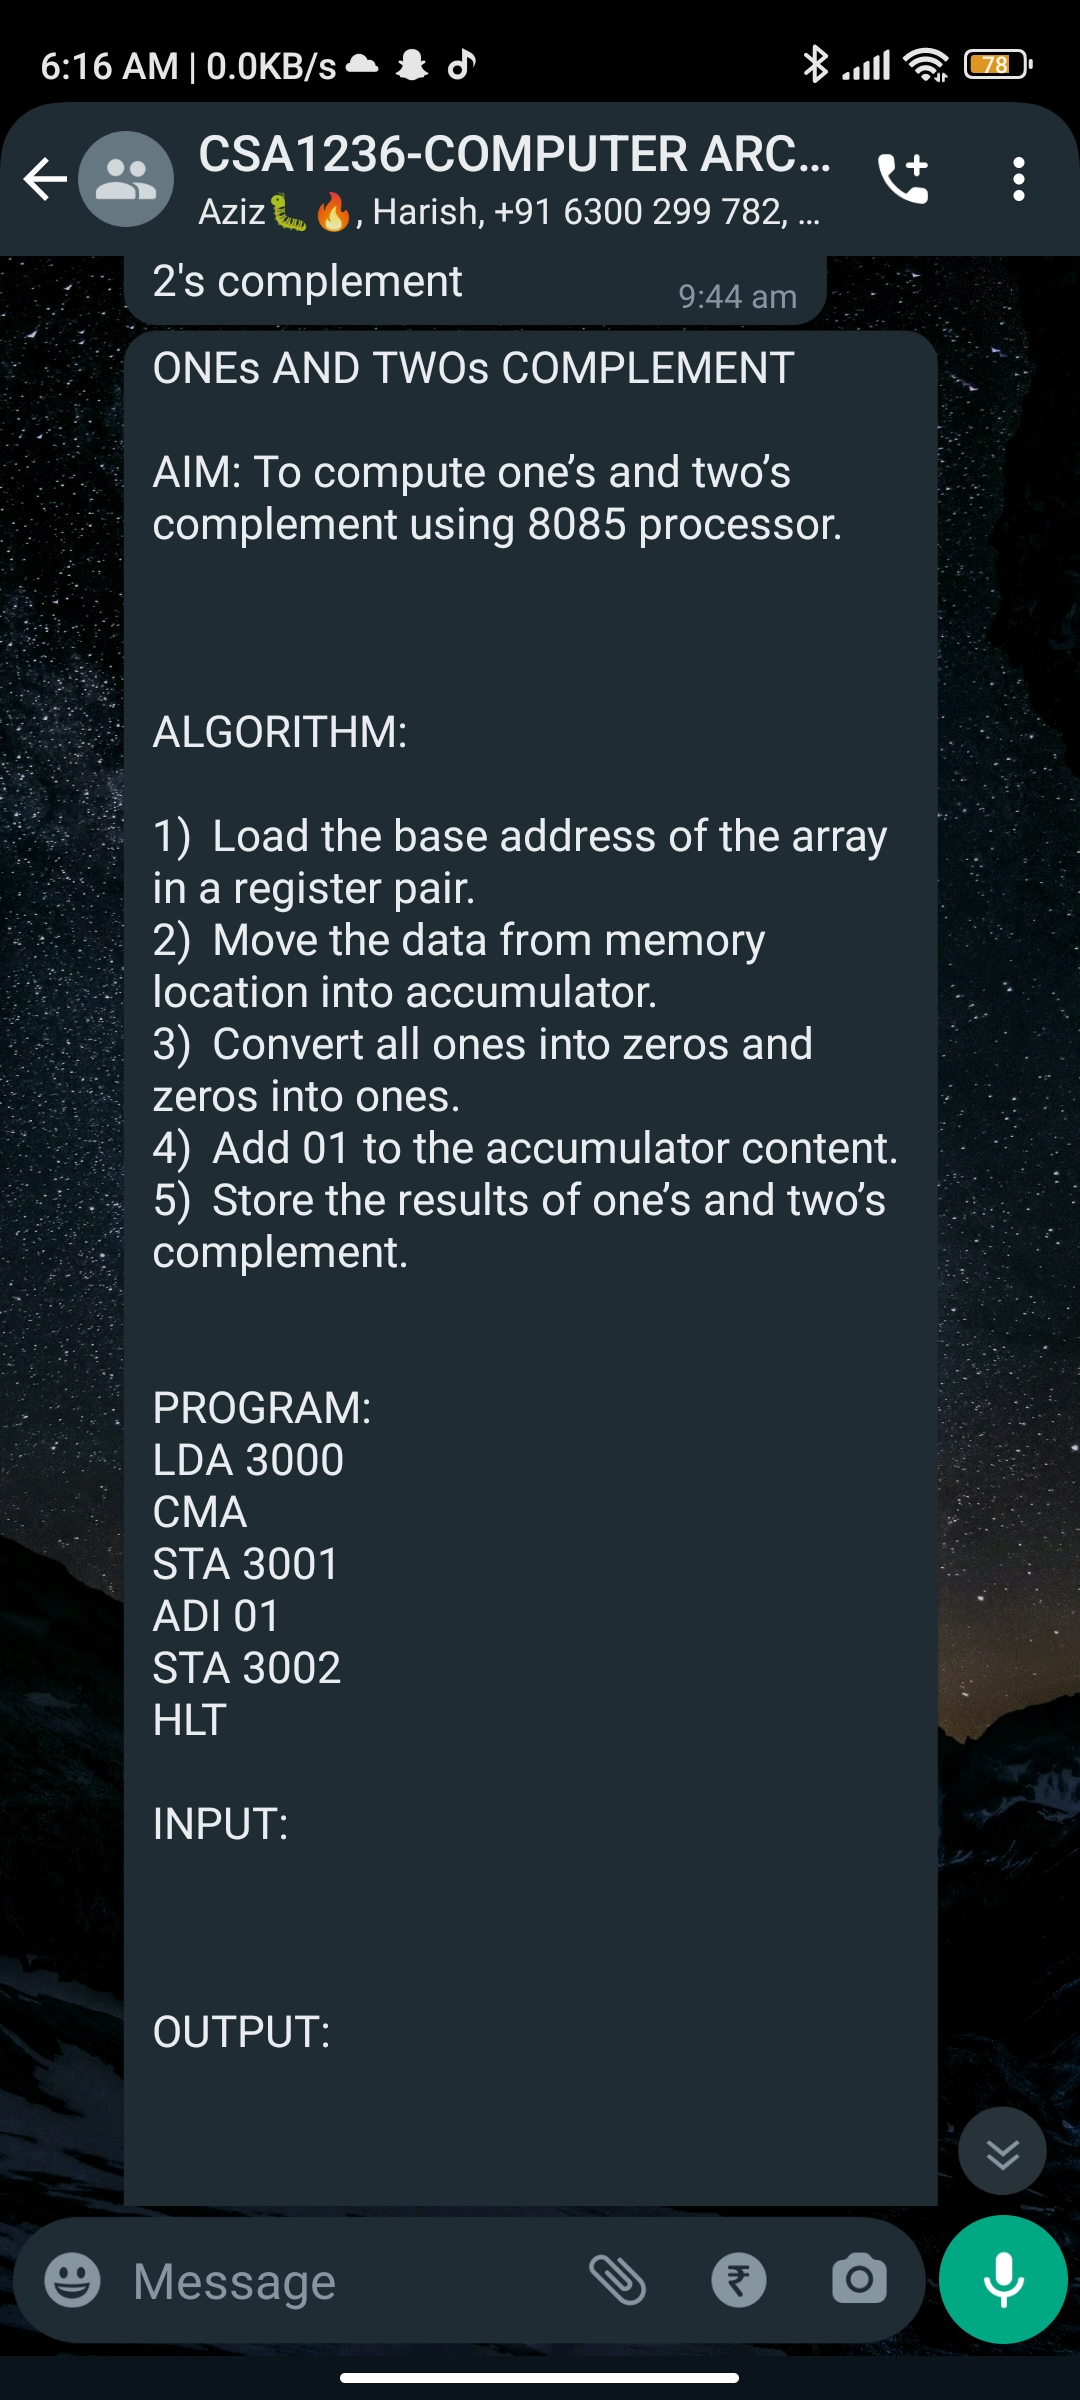 6:16 AM | 0.0KB/s
78
CSA1236-COMPUTER ARC...
Aziz🐛🔥, Harish, +91 6300 299 782, ...
2's complement
9:44 am
ONEs AND TWOs COMPLEMENT
AIM: To compute one’s and two’s
complement using 8085 processor.
ALGORITHM:
1)  Load the base address of the array
in a register pair.
2)  Move the data from memory
location into accumulator.
3)  Convert all ones into zeros and
zeros into ones.
4)  Add 01 to the accumulator content.
5)  Store the results of one’s and two’s
complement.
PROGRAM:
LDA 3000
CMA
STA 3001
ADI 01
STA 3002
HLT
INPUT:
OUTPUT:
Message